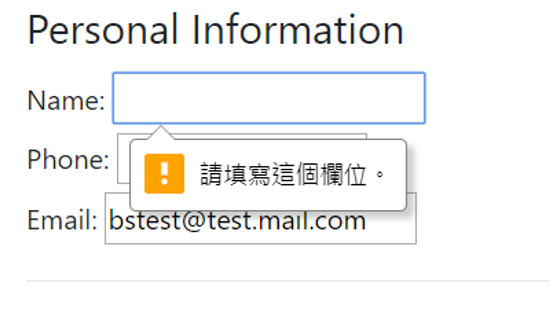 Personal Information
Name:
Phone:
請填寫這個欄位。
Email: bstest@test.mail.com